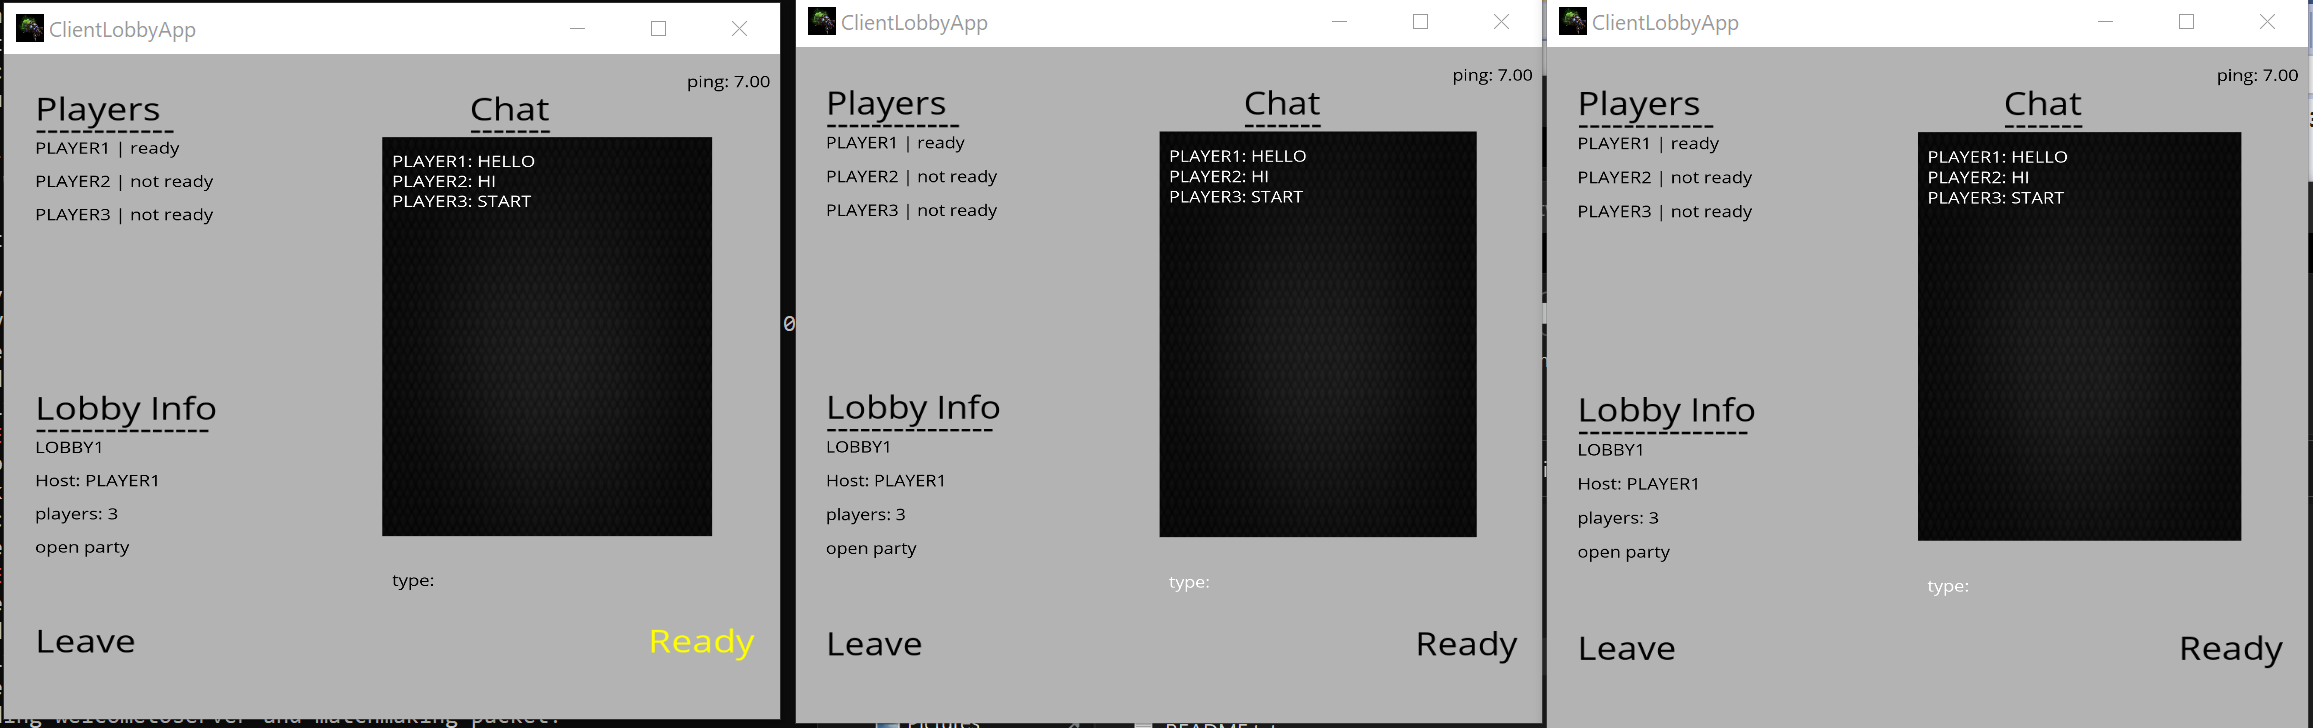 ClientLobbyApp
ping: 7.00
Players
Chat
PLAYER1 | ready
PLAYER2 | not ready
PLAYER3 | not ready
PLAYER1: HELLO
PLAYER2: HI
PLAYER3: START
Lobby Info
LOBBY1
Host: PLAYER1
players: 3
open party
type:
Leave
Ready
0
ClientLobbyApp
ping: 7.00
Players
Chat
PLAYER1 | ready
PLAYER2 | not ready
PLAYER3 | not ready
PLAYER1: HELLO
PLAYER2: HI
PLAYER3: START
Lobby Info
LOBBY1
Host: PLAYER1
players: 3
open party
type:
Leave
Ready
ClientLobbyApp
ping: 7.00
Players
Chat
PLAYER1 | ready
PLAYER2 | not ready
PLAYER3 | not ready
PLAYER1: HELLO
PLAYER2: HI
PLAYER3: START
Lobby Info
LOBBY1
Host: PLAYER1
players: 3
open party
type:
Leave
Ready
welcometoserver and matchmaking packet.
Pictures